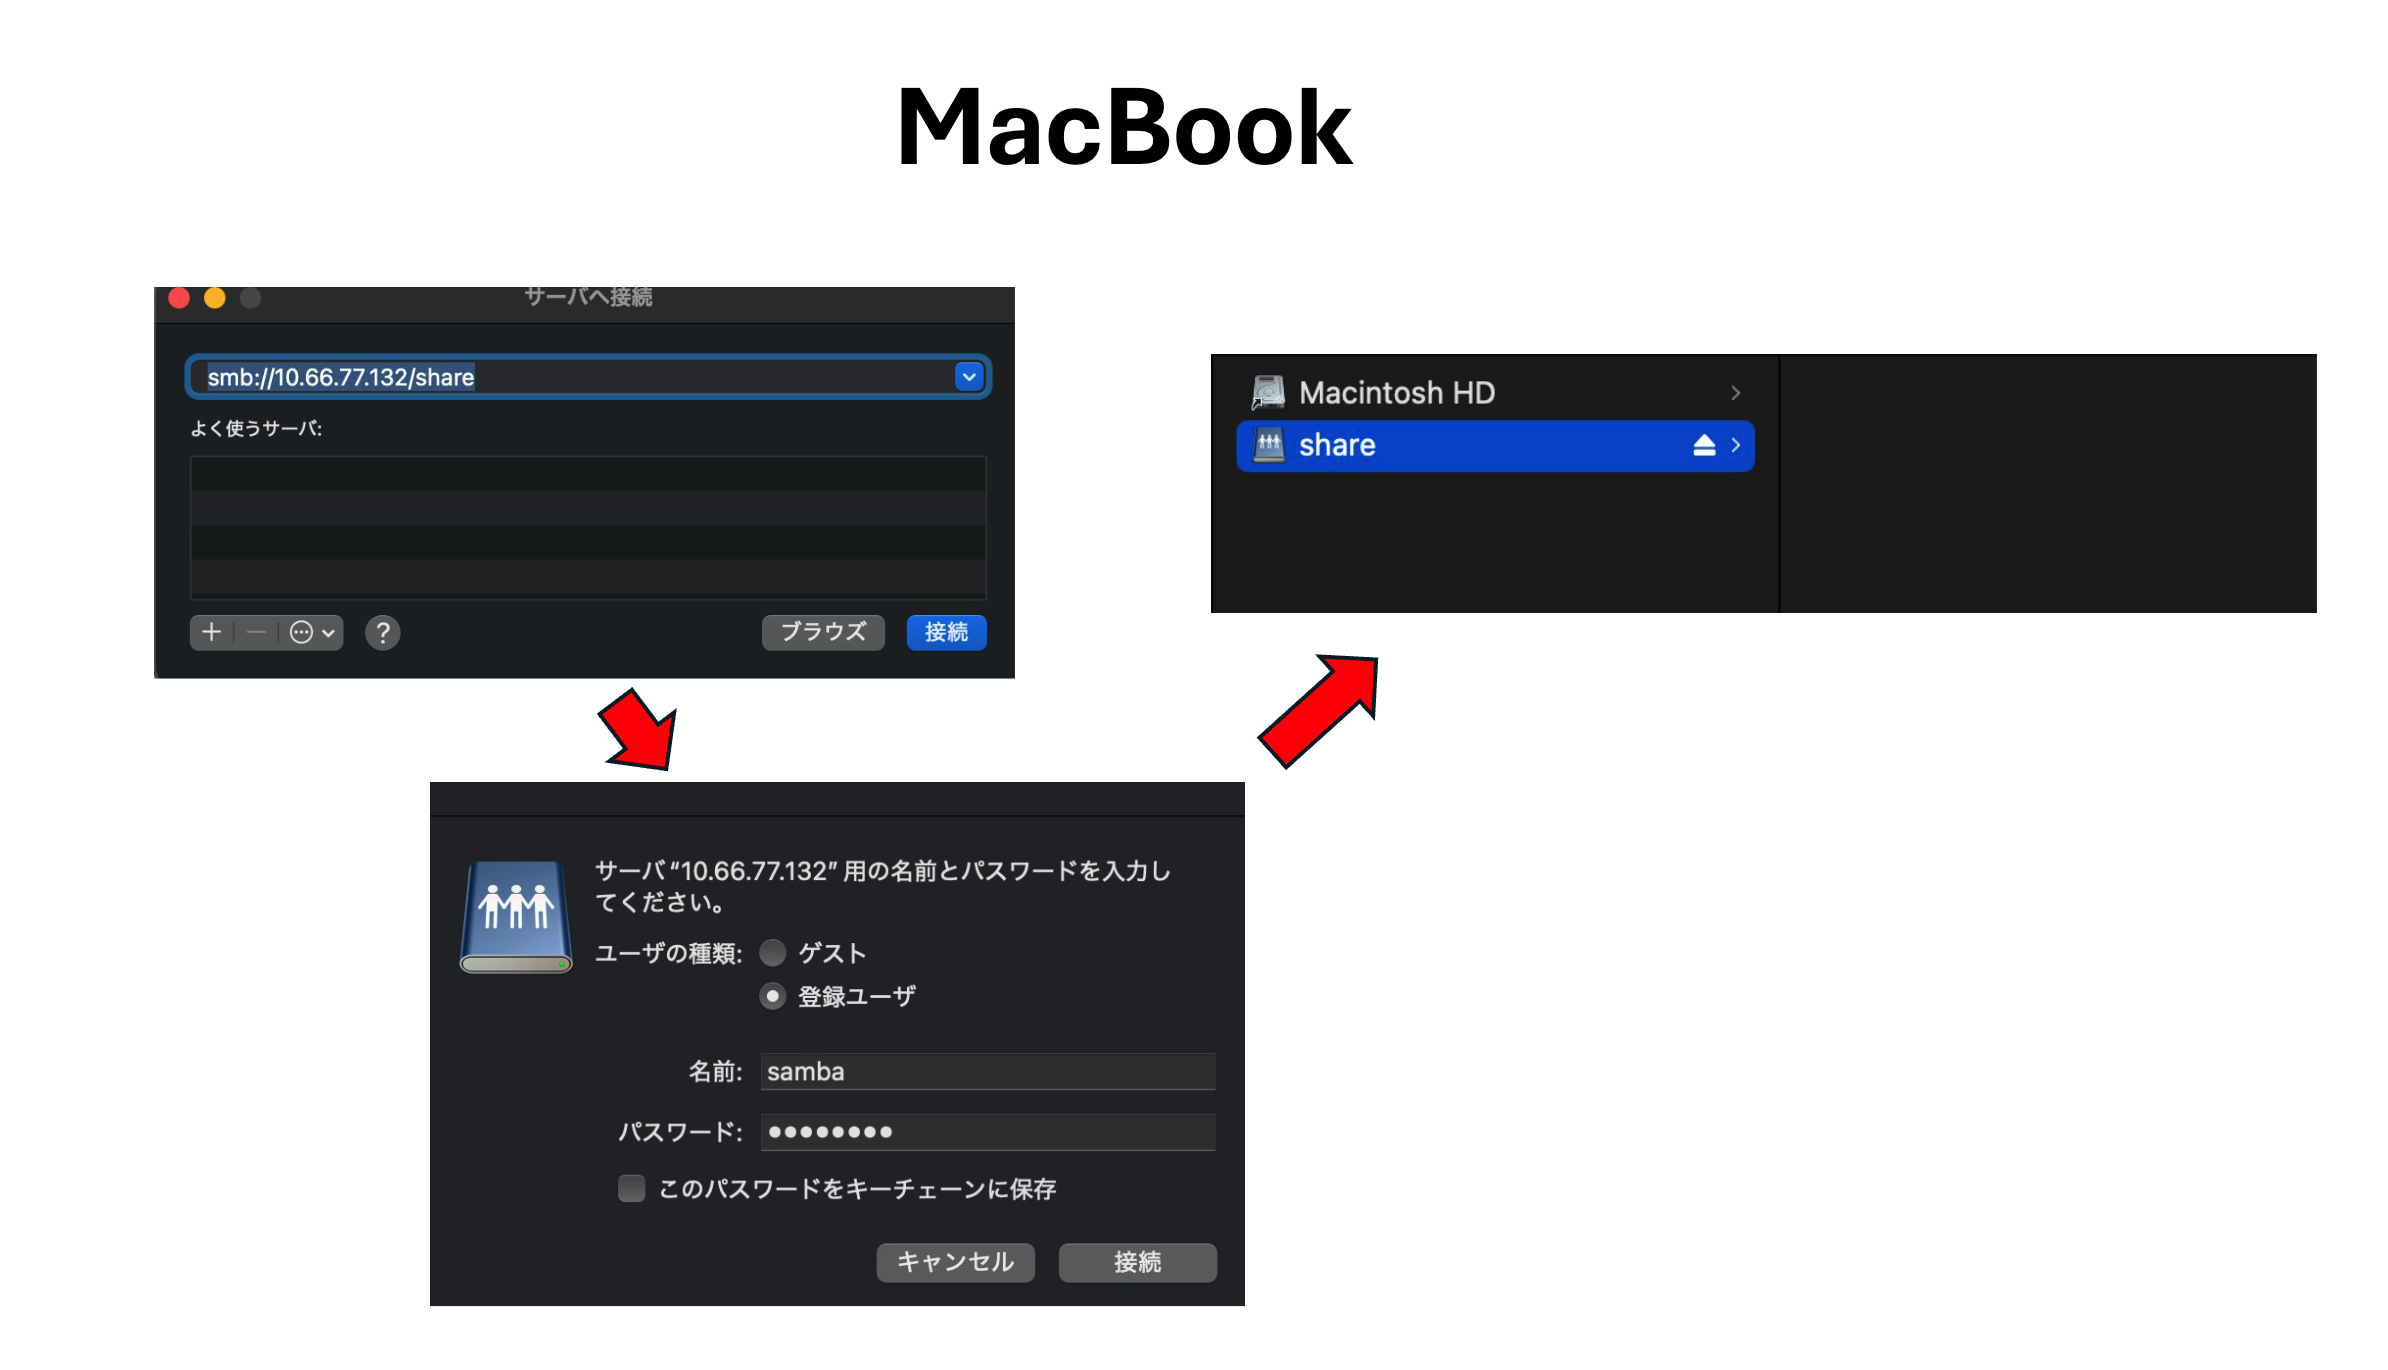 MacBook
サーバへ接続
smb://10.66.77.132/share
よく使うサーバ:
ブラウズ
接続
サーバ“10.66.77.132” 用の名前とパスワードを入力し
てください。
ユーザの種類: ゲスト
登録ユーザ
名前: samba
パスワード: ●●●●●●●●
このパスワードをキーチェーンに保存
キャンセル
接続
Macintosh HD
share